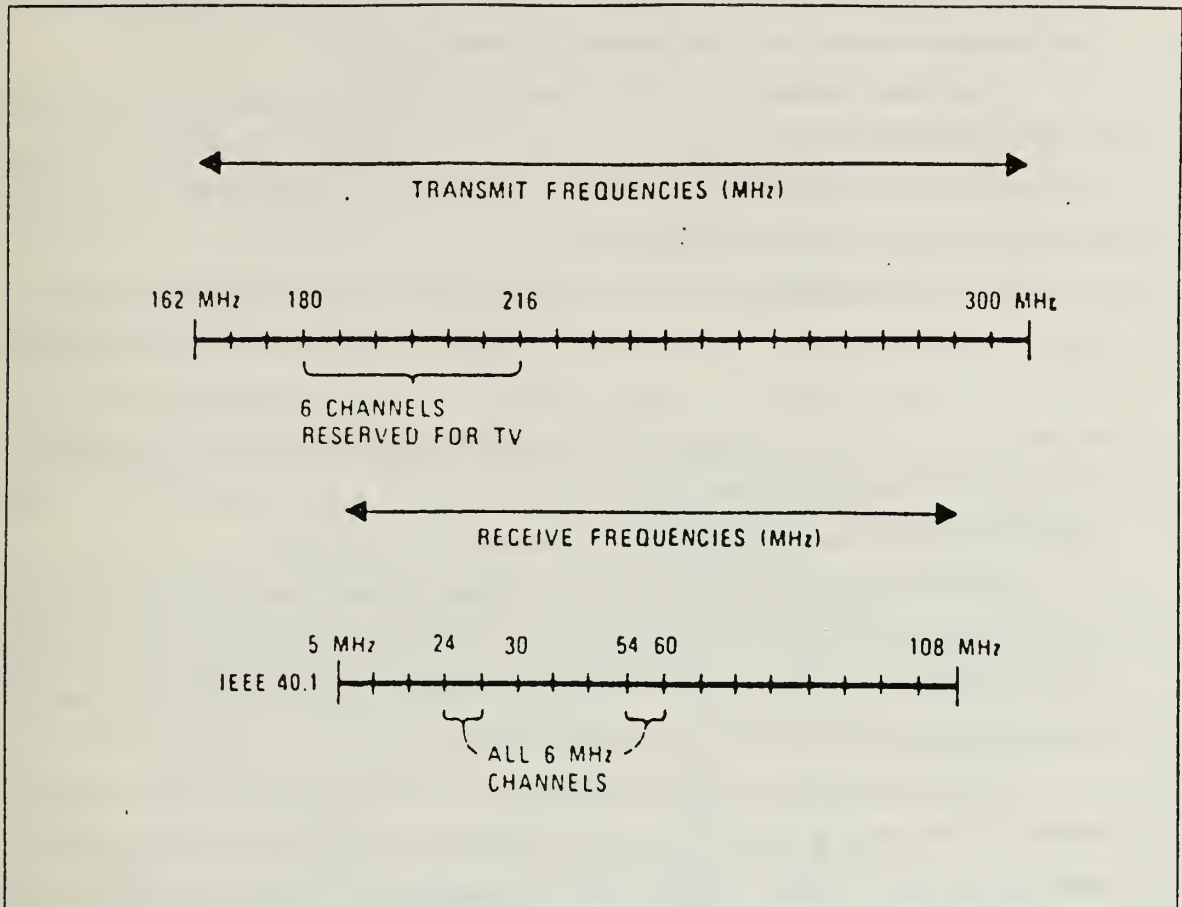 TRANSMIT FREQUENCIES (MHz)
162 MHz 180 216 300 MHz
6 CHANNELS
RESERVED FOR TV
RECEIVE FREQUENCIES (MHz)
5 MHz 24 30 54 60 108 MHz
IEEE 40.1
ALL 6 MHz
CHANNELS